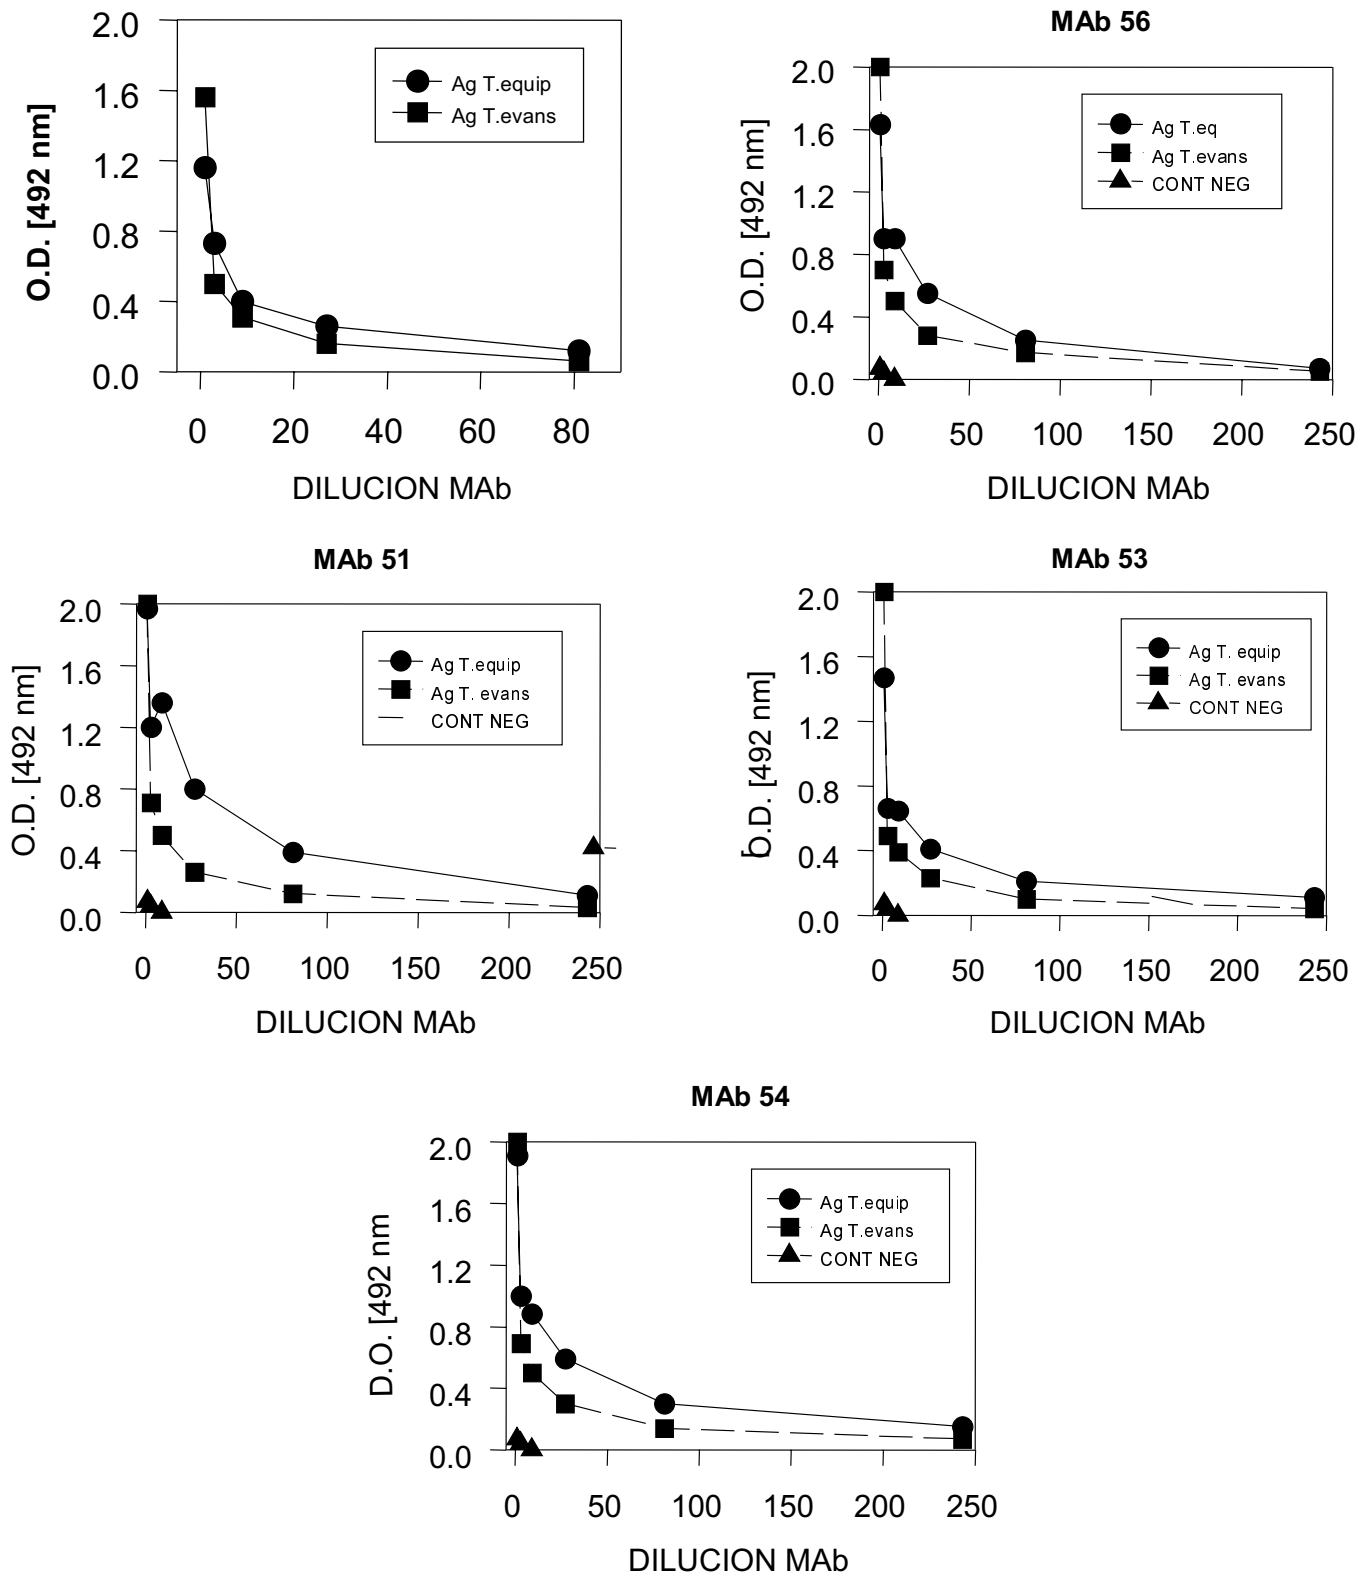 2.0
1.6
1.2
0.8
0.4
0.0
O.D. [492 nm]
Ag T.equip
Ag T.evans
0 20 40 60 80
DILUCION MAb
MAb 56
2.0
1.6
1.2
0.8
0.4
0.0
O.D. [492 nm]
Ag T.eq
Ag T.evans
CONT NEG
0 50 100 150 200 250
DILUCION MAb
MAb 51
2.0
1.6
1.2
0.8
0.4
0.0
O.D. [492 nm]
Ag T.equip
Ag T. evans
CONT NEG
0 50 100 150 200 250
DILUCION MAb
MAb 53
2.0
1.6
1.2
0.8
0.4
0.0
O.D. [492 nm]
[
Ag T. equip
Ag T. evans
CONT NEG
0 50 100 150 200 250
DILUCION MAb
MAb 54
2.0
1.6
1.2
0.8
0.4
0.0
D.O. [492 nm
Ag T.equip
Ag T.evans
CONT NEG
0 50 100 150 200 250
DILUCION MAb